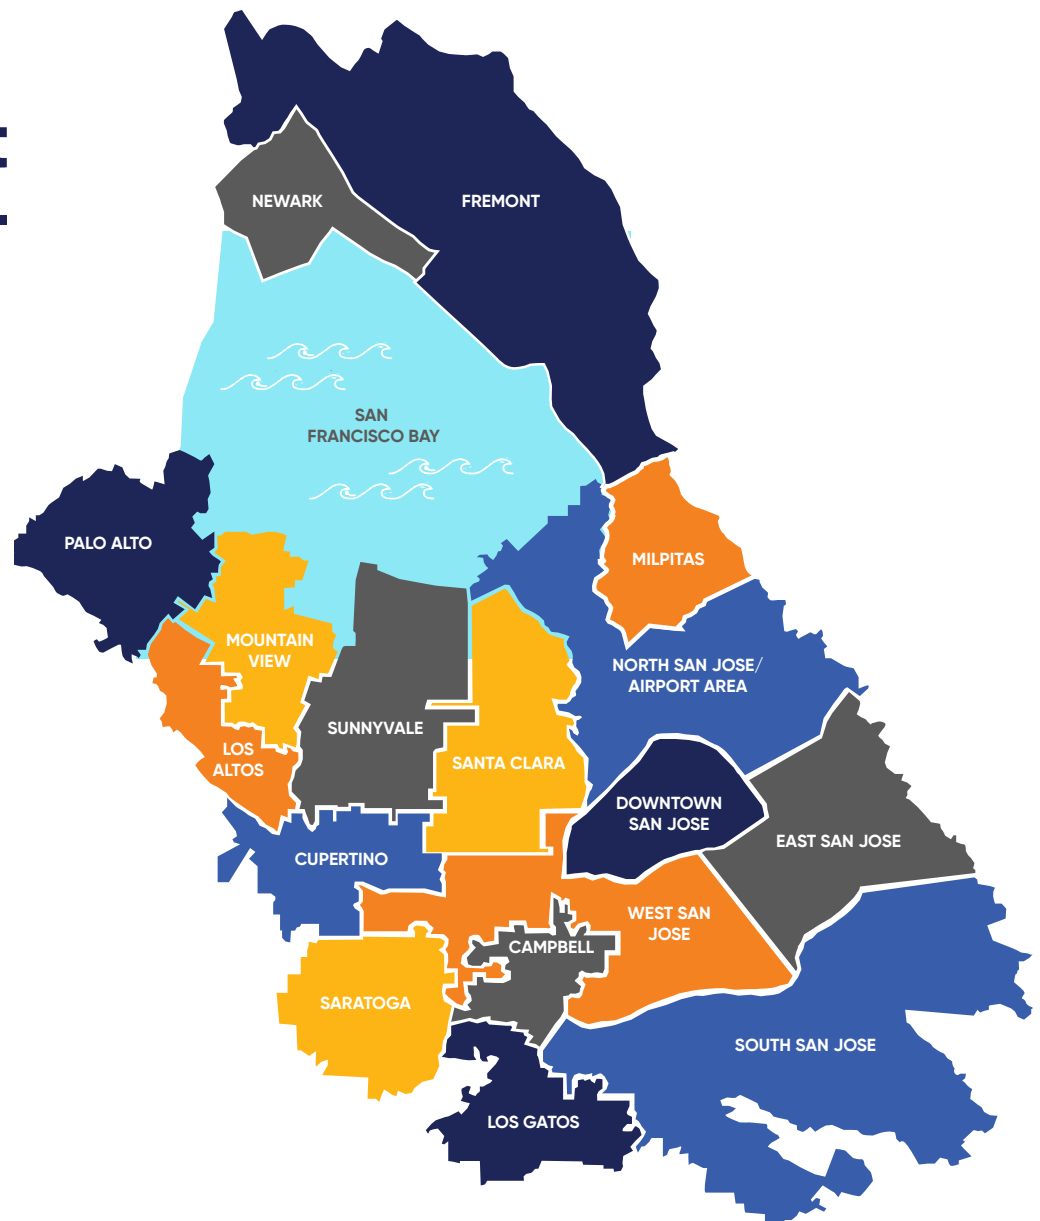 NEWARK
FREMONT
SAN
FRANCISCO BAY
PALO ALTO
MILPITAS
MOUNTAIN
VIEW
NORTH SAN JOSE/
AIRPORT AREA
SUNNYVALE
LOS
ALTOS
SANTA CLARA
DOWNTOWN
SAN JOSE
EAST SAN JOSE
CUPERTINO
WEST SAN
JOSE
CAMPBELL
SARATOGA
SOUTH SAN JOSE
LOS GATOS